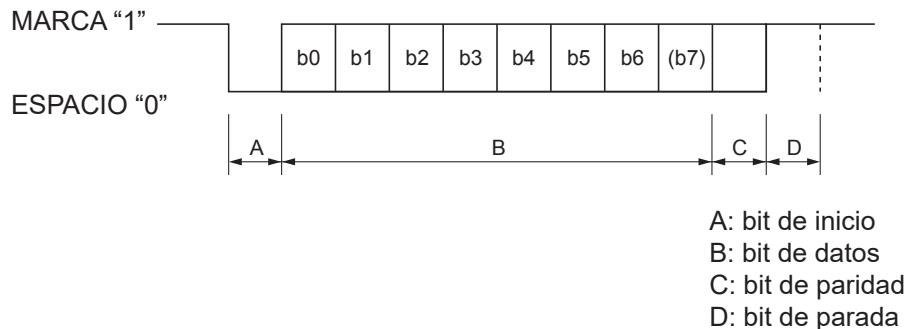 MARCA “1”
b0 b1 b2 b3 b4 b5 b6 (b7)
ESPACIO “0”
A B C D
A: bit de inicio
B: bit de datos
C: bit de paridad
D: bit de parada